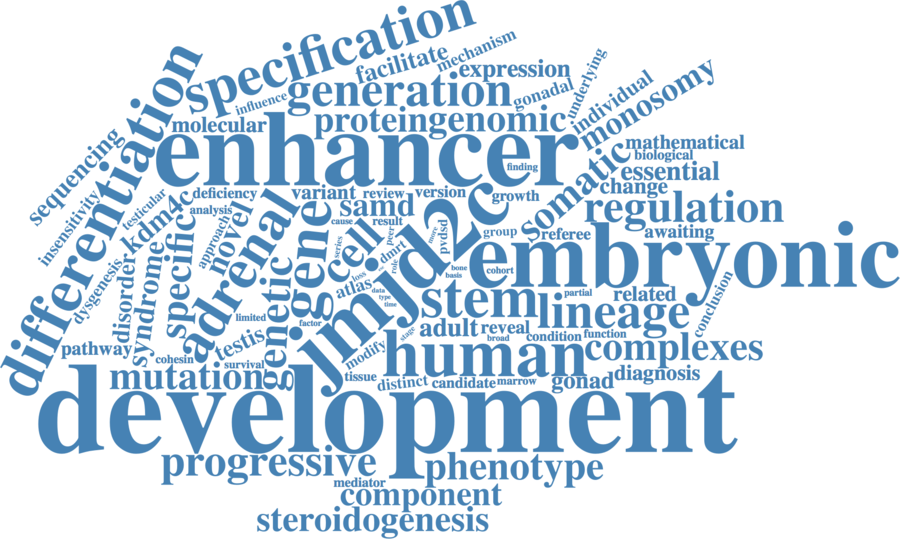 specification
facilitate
mechanism
influence
generation
expression
gonadal
underlying
individual
monosomy
molecular
protein
genomic
differentiation
sequencing
insensitivity
dysgenesis
testicular
enhancer
finding
somatic
mathematical
biological
essential
change
kdm4c
deficiency
variant
review
version
growth
analysis
approach
novel
adrenal
gene
samd
cause
result
regulation
disorder
syndrome
specific
genetic
cell
series
peer
dmrt
role
loss
more
pvdsd
group
referee
awaiting
jmjd2c
embryonic
bone
basis
cohort
atlas
data
type
time
stem
lineage
partial
related
conclusion
limited
factor
adult
reveal
broad
condition
function
stage
pathway
cohesin
testis
survival
modify
human
complexes
mutation
tissue
distinct
candidate
marrow
gonad
diagnosis
development
progressive
phenotype
mediator
component
steroidogenesis